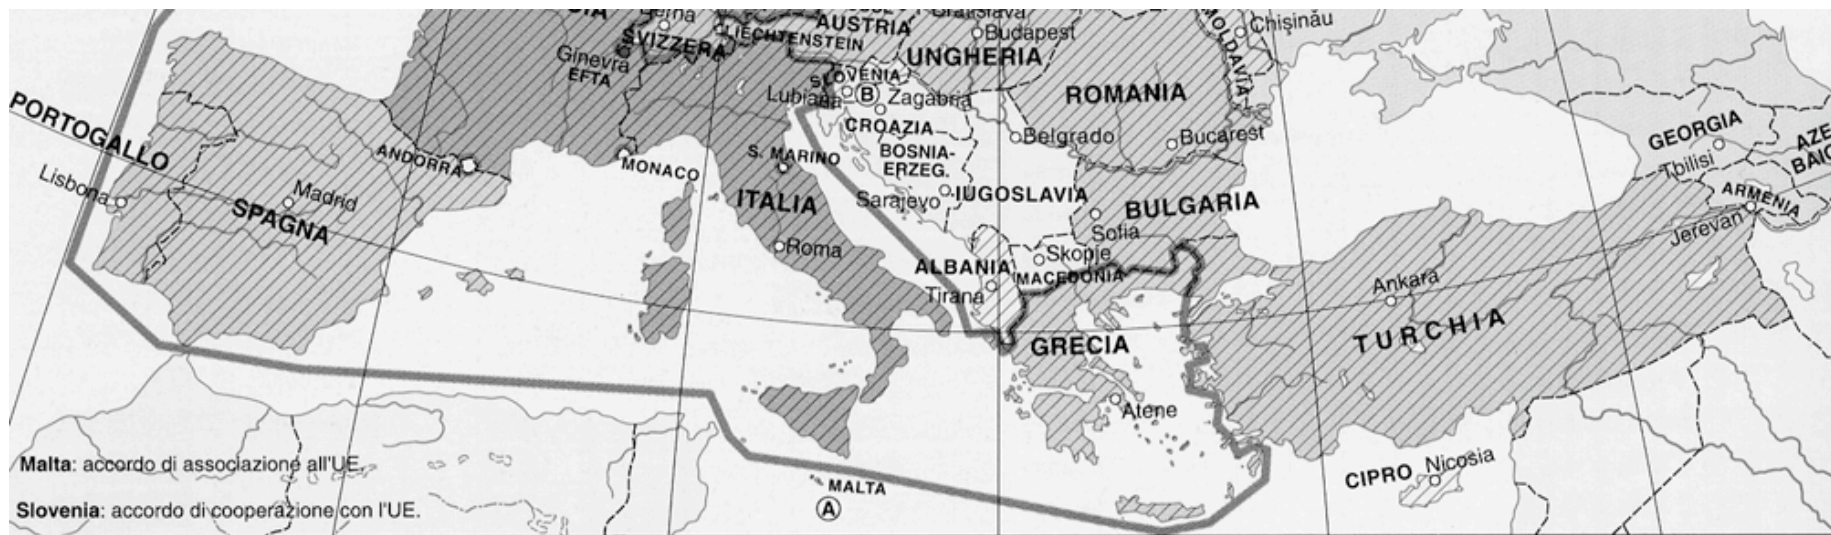 Berna
SVIZZERA
LIECHTENSTEIN
AUSTRIA
Bratislava
Budapest
UNGHERIA
MOLDAVIA
Chişinău
Ginevra
EFTA
SLOVENIA
Lubiana
B
Zagabria
ROMANIA
CROAZIA
Belgrado
Bucarest
GEORGIA
Tbilisi
PORTOGALLO
ANDORRA
MONACO
S. MARINO
BOSNIA-
ERZEG.
ARMENIA
Lisbona
Madrid
SPAGNA
ITALIA
Sarajevo
IUGOSLAVIA
BULGARIA
Sofia
Jerevan
Roma
ALBANIA
Skopje
MACEDONIA
Tirana
Ankara
TURCHIA
GRECIA
Atene
Malta: accordo di associazione all'UE.
MALTA
A
CIPRO
Nicosia
Slovenia: accordo di cooperazione con l'UE.